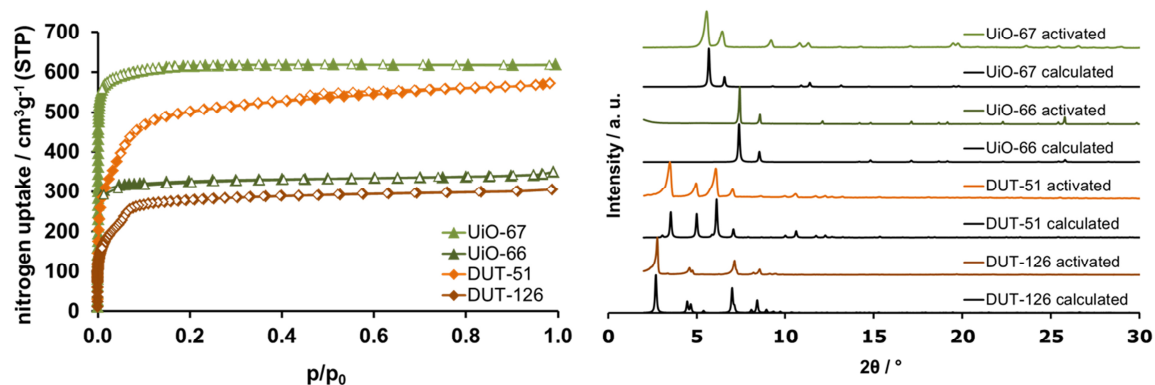 700
600
500
400
300
200
100
0
nitrogen uptake / cm³g⁻¹ (STP)
0.0 0.2 0.4 0.6 0.8 1.0
p/p₀
UiO-67
UiO-66
DUT-51
DUT-126
Intensity / a. u.
UiO-67 activated
UiO-67 calculated
UiO-66 activated
UiO-66 calculated
DUT-51 activated
DUT-51 calculated
DUT-126 activated
DUT-126 calculated
0 5 10 15 20 25 30
2θ / °